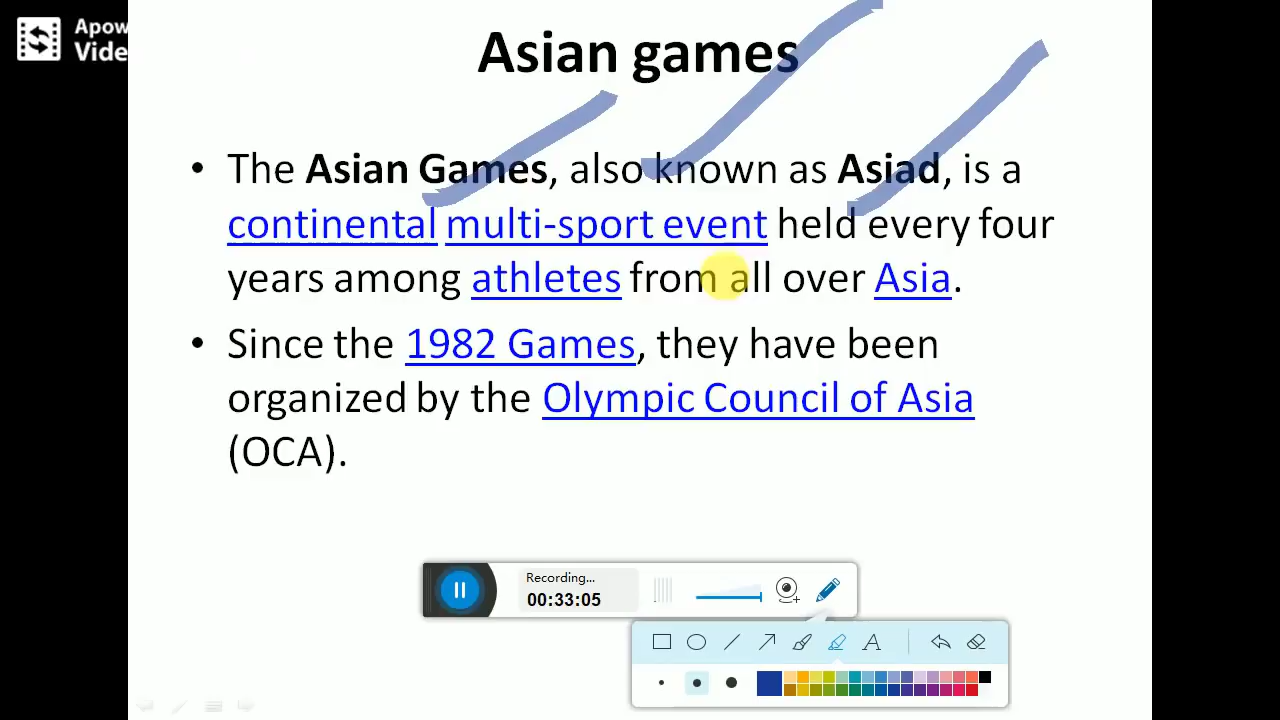 Apow
Vide
Asian games
• The Asian Games, also known as Asiad, is a
continental multi-sport event held every four
years among athletes from all over Asia.
• Since the 1982 Games, they have been
organized by the Olympic Council of Asia
(OCA).
Recording...
00:33:05
A